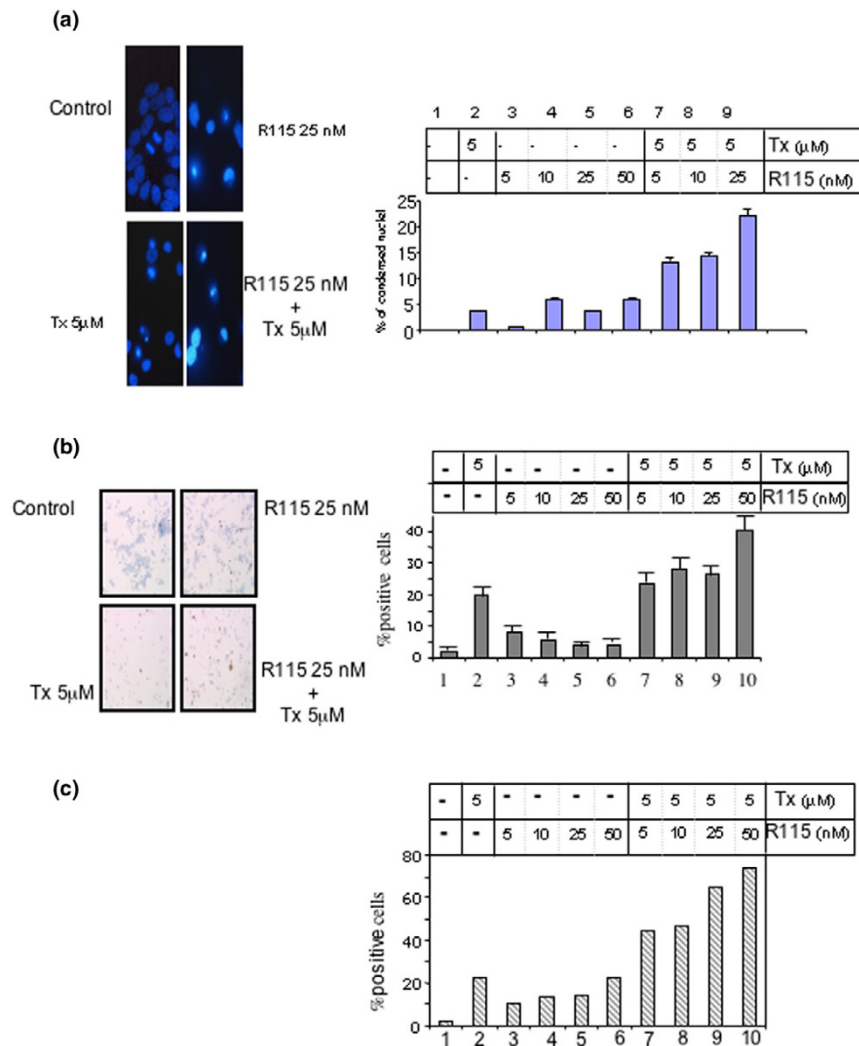 (a)
Control
R115 25 nM
Tx 5µM
R115 25 nM
+
Tx 5µM
1 2 3 4 5 6 7 8 9
- 5 - - - - 5 5 5 Tx (µM)
- - 5 10 25 50 5 10 25 R115 (nM)
% of condensed nuclei
25
20
15
10
5
0
(b)
Control
R115 25 nM
Tx 5µM
R115 25 nM
+
Tx 5µM
- 5 - - - - 5 5 5 5 Tx (µM)
- - 5 10 25 50 5 10 25 50 R115 (nM)
%positive cells
40
30
20
10
0
1 2 3 4 5 6 7 8 9 10
(c)
- 5 - - - - 5 5 5 5 Tx (µM)
- - 5 10 25 50 5 10 25 50 R115 (nM)
%positive cells
80
60
40
20
0
1 2 3 4 5 6 7 8 9 10